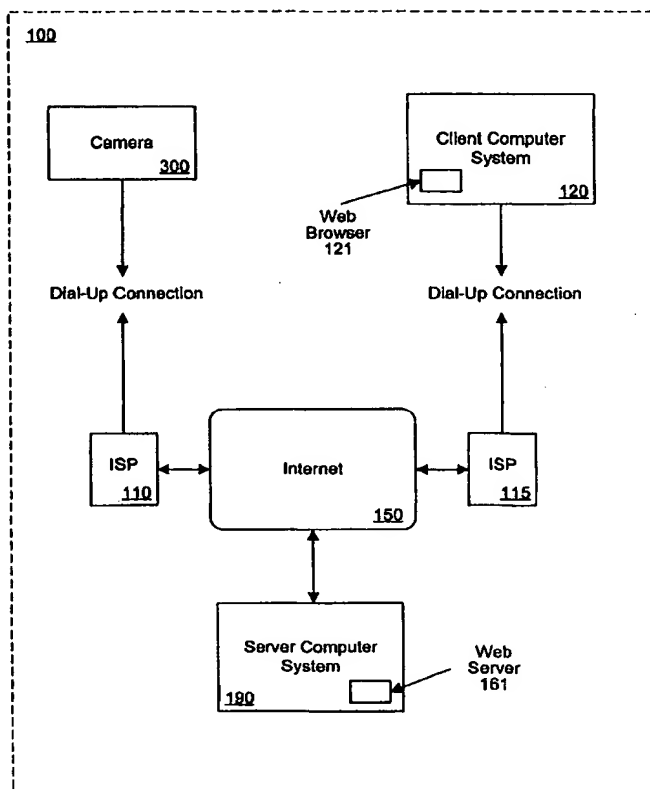 100
Camera
300
Client Computer
System
120
Web
Browser
121
Dial-Up Connection
Dial-Up Connection
ISP
110
Internet
150
ISP
115
Server Computer
System
190
Web
Server
161